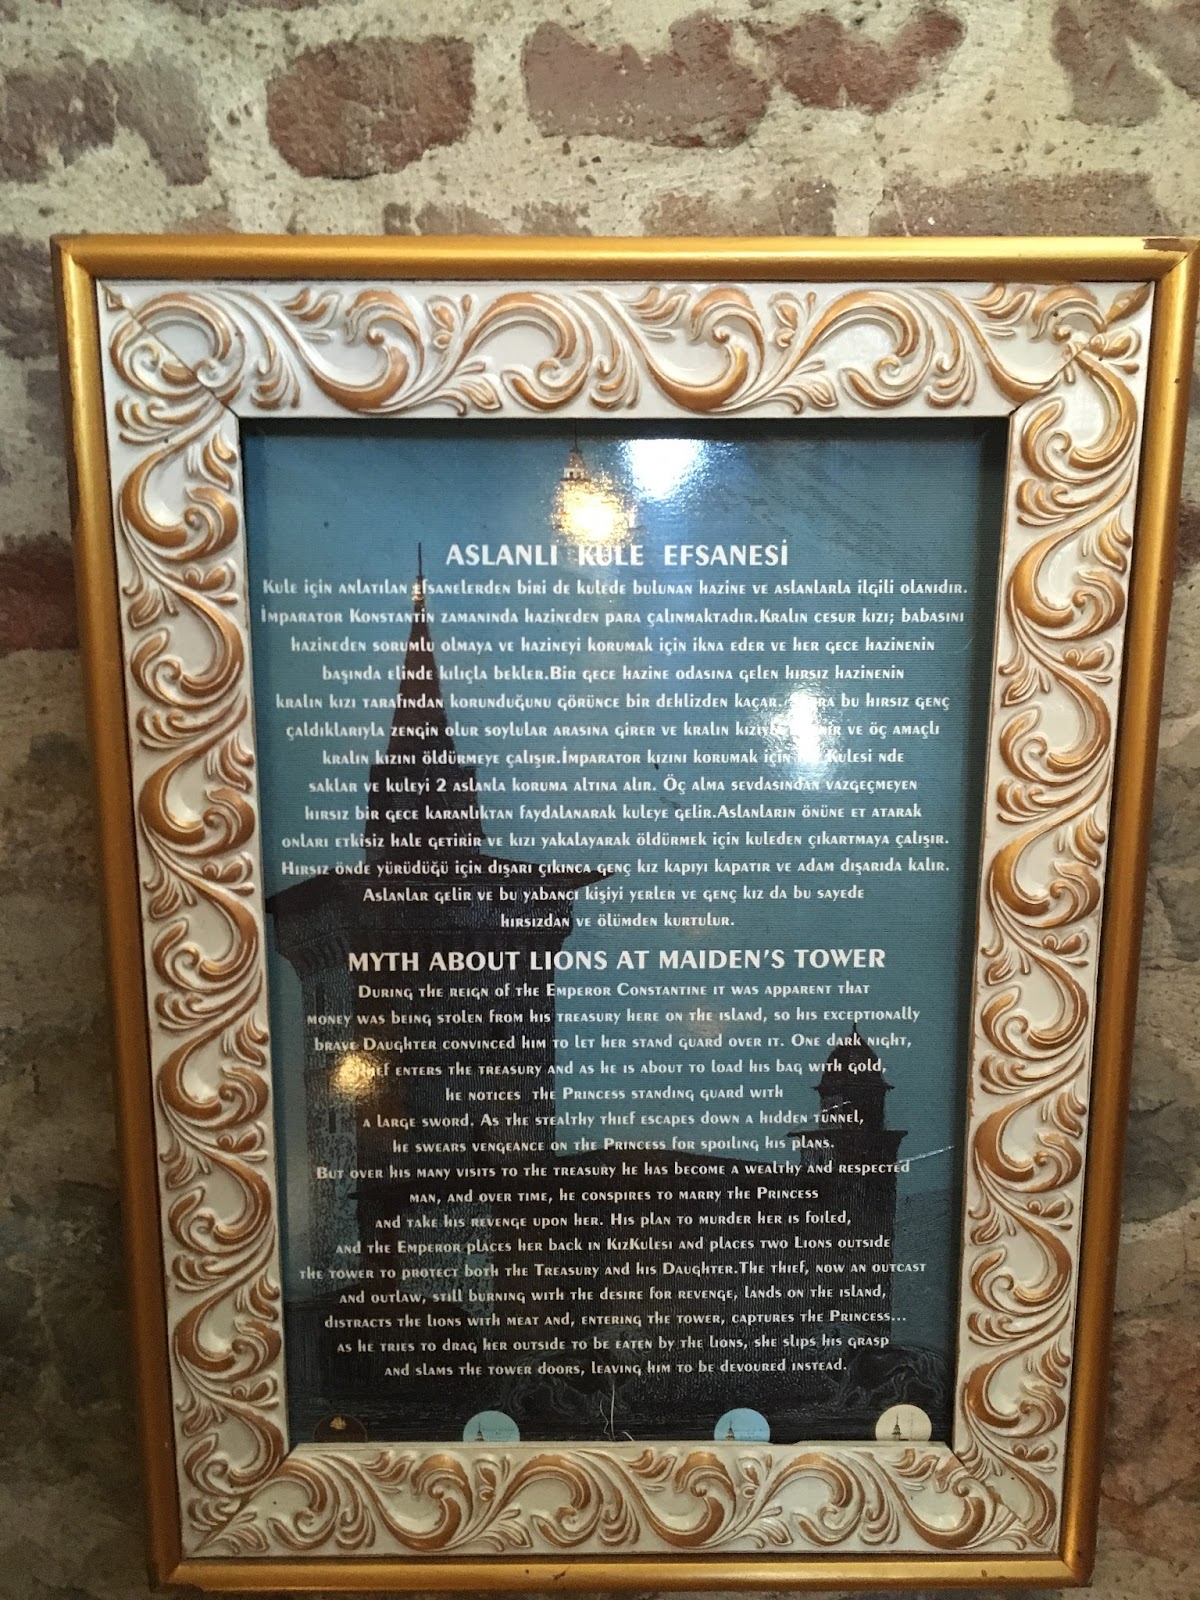 ASLANLI KULE EFSANESİ
Kule için anlatılan efsanelerden biri de kulede bulunan hazine ve aslanlarla ilgili olanıdır.
İmparator Konstantin zamanında hazineden para çalınmaktadır.Kralın cesur kızı; babasını
hazineden sorumlu olmaya ve hazineyi korumak için ikna eder ve her gece hazinenin
başında elinde kılıçla bekler.Bir gece hazine odasına gelen hırsız hazinenin
kralın kızı tarafından korunduğunu görünce bir dehlizden kaçar. bu hırsız genç
çaldıklarıyla zengin olur soylular arasına girer ve kralın ve öç amaçlı
kralın kızını öldürmeye çalışır.İmparator kızını korumak için Kulesi nde
saklar ve kuleyi 2 aslanla koruma altına alır. Öç alma sevdasından vazgeçmeyen
hırsız bir gece karanlıktan faydalanarak kuleye gelir.Aslanların önüne et atarak
onları etkisiz hale getirir ve kızı yakalayarak öldürmek için kuleden çıkartmaya çalışır.
Hırsız önde yürüdüğü için dışarı çıkınca genç kız kapıyı kapatır ve adam dışarıda kalır.
Aslanlar gelir ve bu yabancı kişiyi yerler ve genç kız da bu sayede
hırsızdan ve ölümden kurtulur.
MYTH ABOUT LIONS AT MAIDEN'S TOWER
During the reign of the Emperor Constantine it was apparent that
money was being stolen from his treasury here on the island, so his exceptionally
brave Daughter convinced him to let her stand guard over it. One dark night,
thief enters the treasury and as he is about to load his bag with gold,
he notices the Princess standing guard with
a large sword. As the stealthy thief escapes down a hidden tunnel,
he swears vengeance on the Princess for spoiling his plans.
But over his many visits to the treasury he has become a wealthy and respected
man, and over time, he conspires to marry the Princess
and take his revenge upon her. His plan to murder her is foiled,
and the Emperor places her back in KızKulesi and places two Lions outside
the tower to protect both the Treasury and his Daughter.The thief, now an outcast
and outlaw, still burning with the desire for revenge, lands on the island,
distracts the lions with meat and, entering the tower, captures the Princess...
as he tries to drag her outside to be eaten by the lions, she slips his grasp
and slams the tower doors, leaving him to be devoured instead.